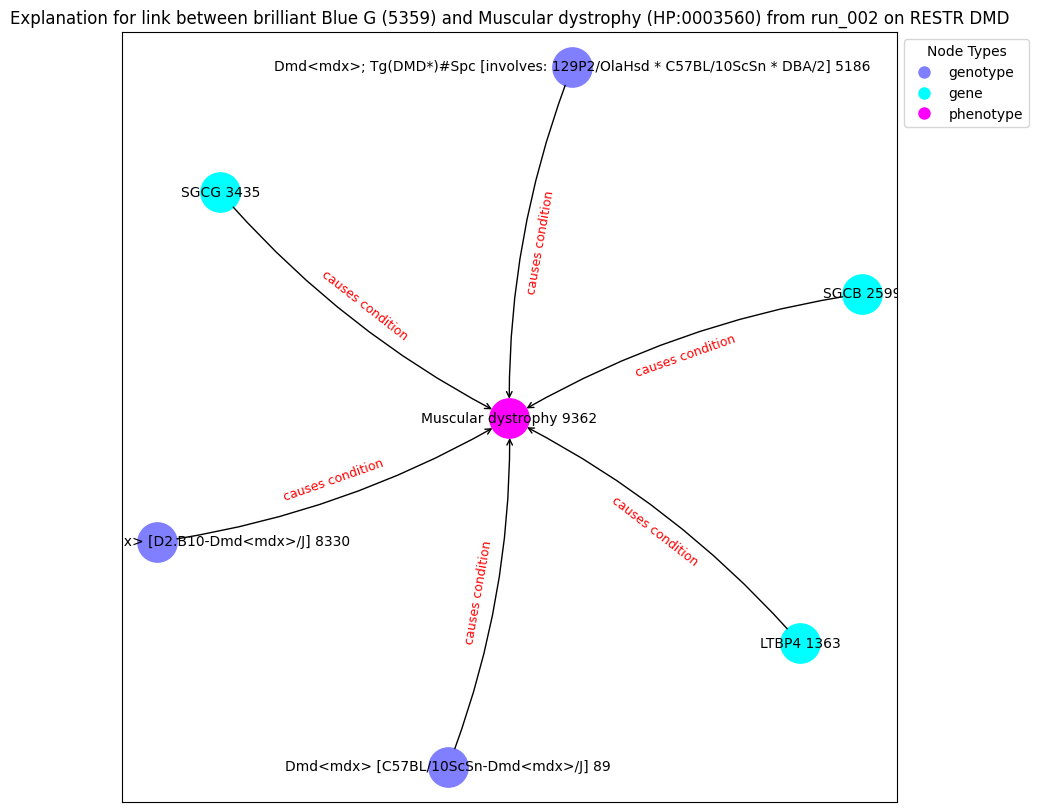 Explanation for link between brilliant Blue G (5359) and Muscular dystrophy (HP:0003560) from run_002 on RESTR DMD
Node Types
genotype
gene
phenotype
Dmd<mdx>; Tg(DMD*)#Spc [involves: 129P2/OlaHsd * C57BL/10ScSn * DBA/2] 5186
SGCG 3435
causes condition
causes condition
SGCB 2599
causes condition
Muscular dystrophy 9362
causes condition
x> [D2.B10-Dmd<mdx>/J] 8330
causes condition
causes condition
LTBP4 1363
Dmd<mdx> [C57BL/10ScSn-Dmd<mdx>/J] 89